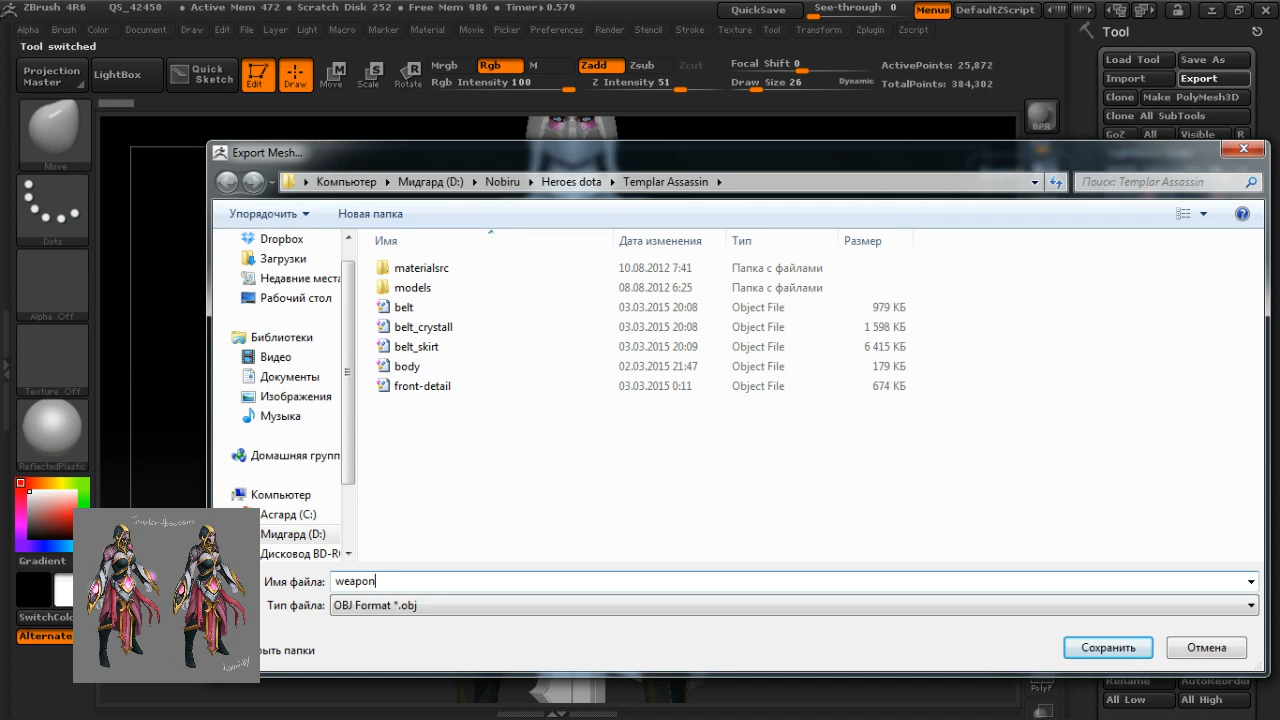 ZBrush 4R6 QS_42450 • Active Mem 472 • Scratch Disk 252 • Free Mem 986 • Timer▸0.579 QuickSave See-through 0 Menus DefaultZScript
Alpha Brush Color Document Draw Edit File Layer Light Macro Marker Material Movie Picker Preferences Render Stencil Stroke Texture Tool Transform Zplugin Zscript
Tool switched
Tool
Projection Master
LightBox
Quick Sketch
Edit
Draw
Move
Scale
Rotate
Mrgb Rgb M
Rgb Intensity 100
Zadd Zsub Zcut
Z Intensity 51
Focal Shift 0
Draw Size 26 Dynamic
ActivePoints: 25,872
TotalPoints: 384,302
Load Tool Save As
Import Export
Clone Make PolyMesh3D
Clone All SubTools
GoZ All Visible R
BPR
Move
Dots
Alpha Off
Texture Off
ReflectedPlastic
Gradient
SwitchColo
Alternate
Export Mesh...
Компьютер Мидгард (D:) Nobiru Heroes dota Templar Assassin
Поиск: Templar Assassin
Упорядочить Новая папка
Имя Дата изменения Тип Размер
Dropbox
Загрузки
Недавние места
Рабочий стол
Библиотеки
Видео
Документы
Изображения
Музыка
Домашняя групп
Компьютер
Асгард (C:)
Мидгард (D:)
Дисковод BD-RO
materialsrc 10.08.2012 7:41 Папка с файлами
models 08.08.2012 6:25 Папка с файлами
belt 03.03.2015 20:08 Object File 979 КБ
belt_crystall 03.03.2015 20:08 Object File 1 598 КБ
belt_skirt 03.03.2015 20:09 Object File 6 415 КБ
body 02.03.2015 21:47 Object File 179 КБ
front-detail 03.03.2015 0:11 Object File 674 КБ
Имя файла: weapon
Тип файла: OBJ Format *.obj
рыть папки
Сохранить Отмена
Templar Assassin
PolyF
Rename AutoReorder
All Low All High